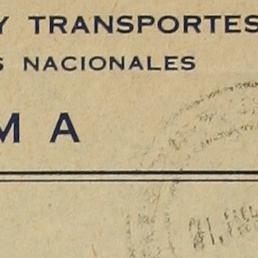 Y TRANSPORTES
S NACIONALES
M A